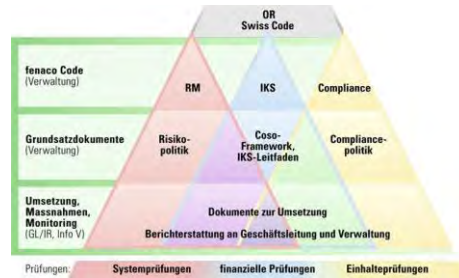 OR
Swiss Code
fenaco Code
(Verwaltung)
RM
IKS
Compliance
Grundsatzdokumente
(Verwaltung)
Risiko-
politik
Coso-
Framework,
IKS-Leitfaden
Compliance-
politik
Umsetzung,
Massnahmen,
Monitoring
(GL/IR, Info V)
Dokumente zur Umsetzung
Berichterstattung an Geschäftsleitung und Verwaltung
Prüfungen:
Systemprüfungen
finanzielle Prüfungen
Einhalteprüfungen